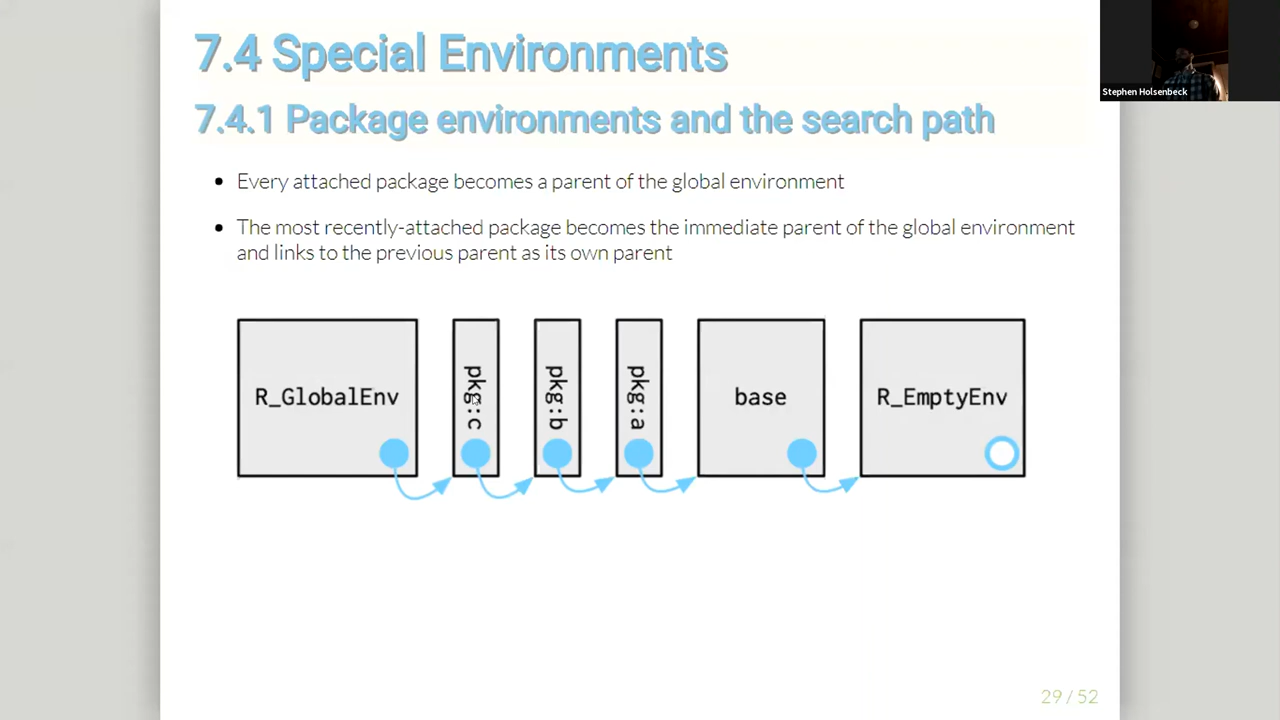 7.4 Special Environments
7.4.1 Package environments and the search path
Every attached package becomes a parent of the global environment
The most recently-attached package becomes the immediate parent of the global environment
and links to the previous parent as its own parent
R_GlobalEnv
pkg:c
pkg:b
pkg:a
base
R_EmptyEnv
29 / 52
Stephen Holsenbeck